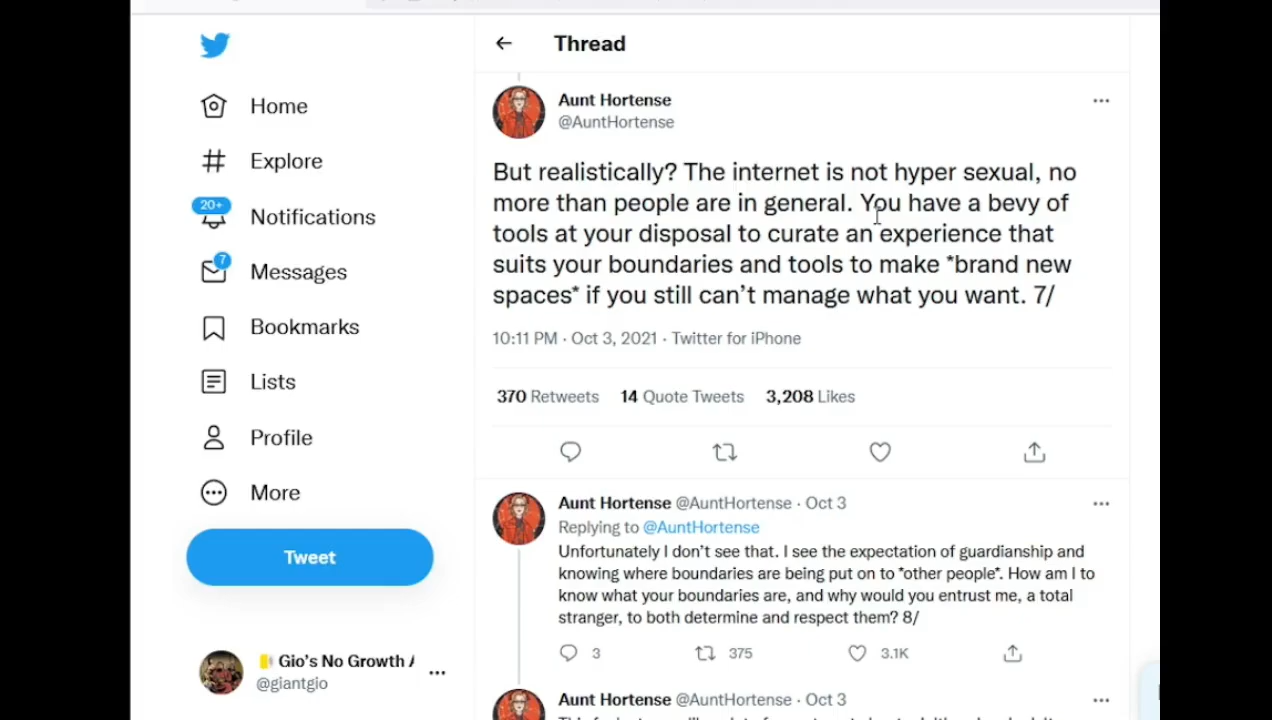 Thread
Aunt Hortense
@AuntHortense
But realistically? The internet is not hyper sexual, no
more than people are in general. You have a bevy of
tools at your disposal to curate an experience that
suits your boundaries and tools to make *brand new
spaces* if you still can’t manage what you want. 7/
10:11 PM · Oct 3, 2021 · Twitter for iPhone
370 Retweets 14 Quote Tweets 3,208 Likes
Home
Explore
20+
Notifications
7
Messages
Bookmarks
Lists
Profile
More
Tweet
Gio’s No Growth
@giantgio
Aunt Hortense @AuntHortense · Oct 3
Replying to @AuntHortense
Unfortunately I don’t see that. I see the expectation of guardianship and
knowing where boundaries are being put on to *other people*. How am I to
know what your boundaries are, and why would you entrust me, a total
stranger, to both determine and respect them? 8/
3 375 3.1K
Aunt Hortense @AuntHortense · Oct 3